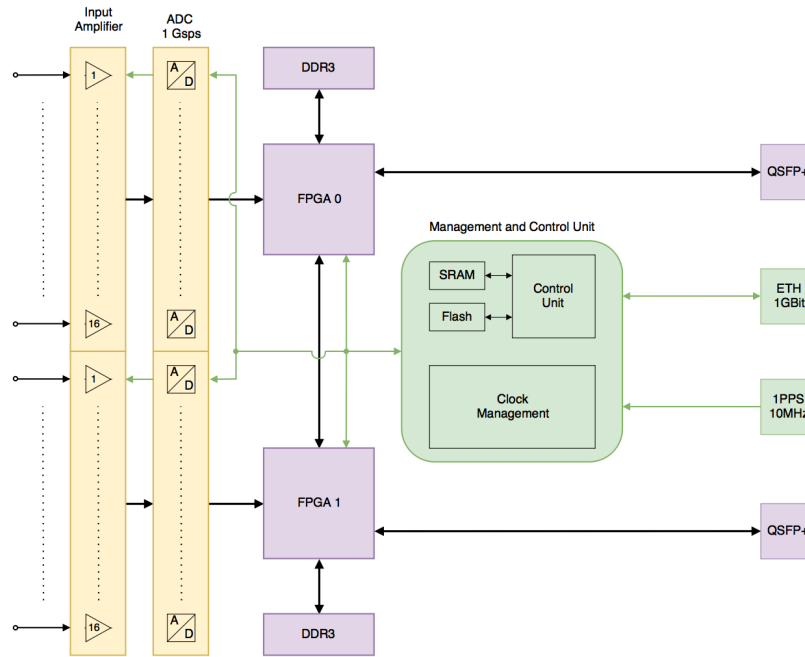 Input
Amplifier
ADC
1 Gsps
1
A
D
DDR3
FPGA 0
QSFP+
Management and Control Unit
SRAM
Flash
Control
Unit
ETH
1GBit
16
A
D
1
A
D
Clock
Management
1PPS
10MHz
FPGA 1
QSFP+
16
A
D
DDR3